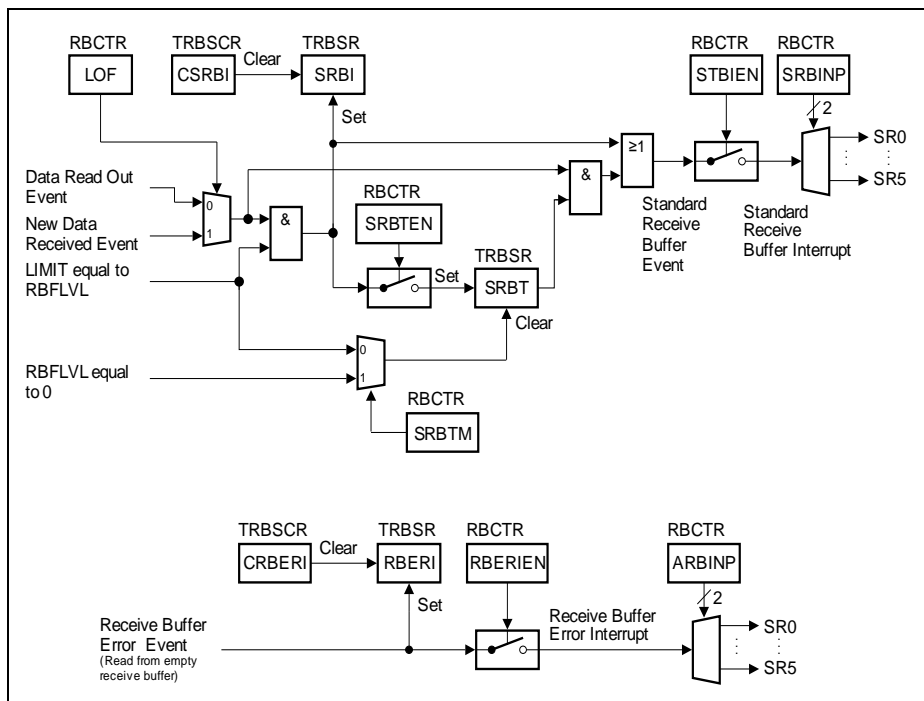 RBCTR
LOF
TRBSCR
CSRBI
Clear
TRBSR
SRBI
Set
RBCTR
STBIEN
RBCTR
SRBINP
2
SR0
SR5
Data Read Out
Event
0
New Data
Received Event
1
&
RBCTR
SRBTEN
Set
TRBSR
SRBT
Clear
&
≥1
Standard
Receive
Buffer
Event
Standard
Receive
Buffer Interrupt
LIMIT equal to
RBFLVL
0
RBFLVL equal
to 0
1
RBCTR
SRBTM
TRBSCR
CRBERI
Clear
TRBSR
RBERI
Set
RBCTR
RBERIEN
RBCTR
ARBINP
2
SR0
SR5
Receive Buffer
Error Event
(Read from empty
receive buffer)
Receive Buffer
Error Interrupt